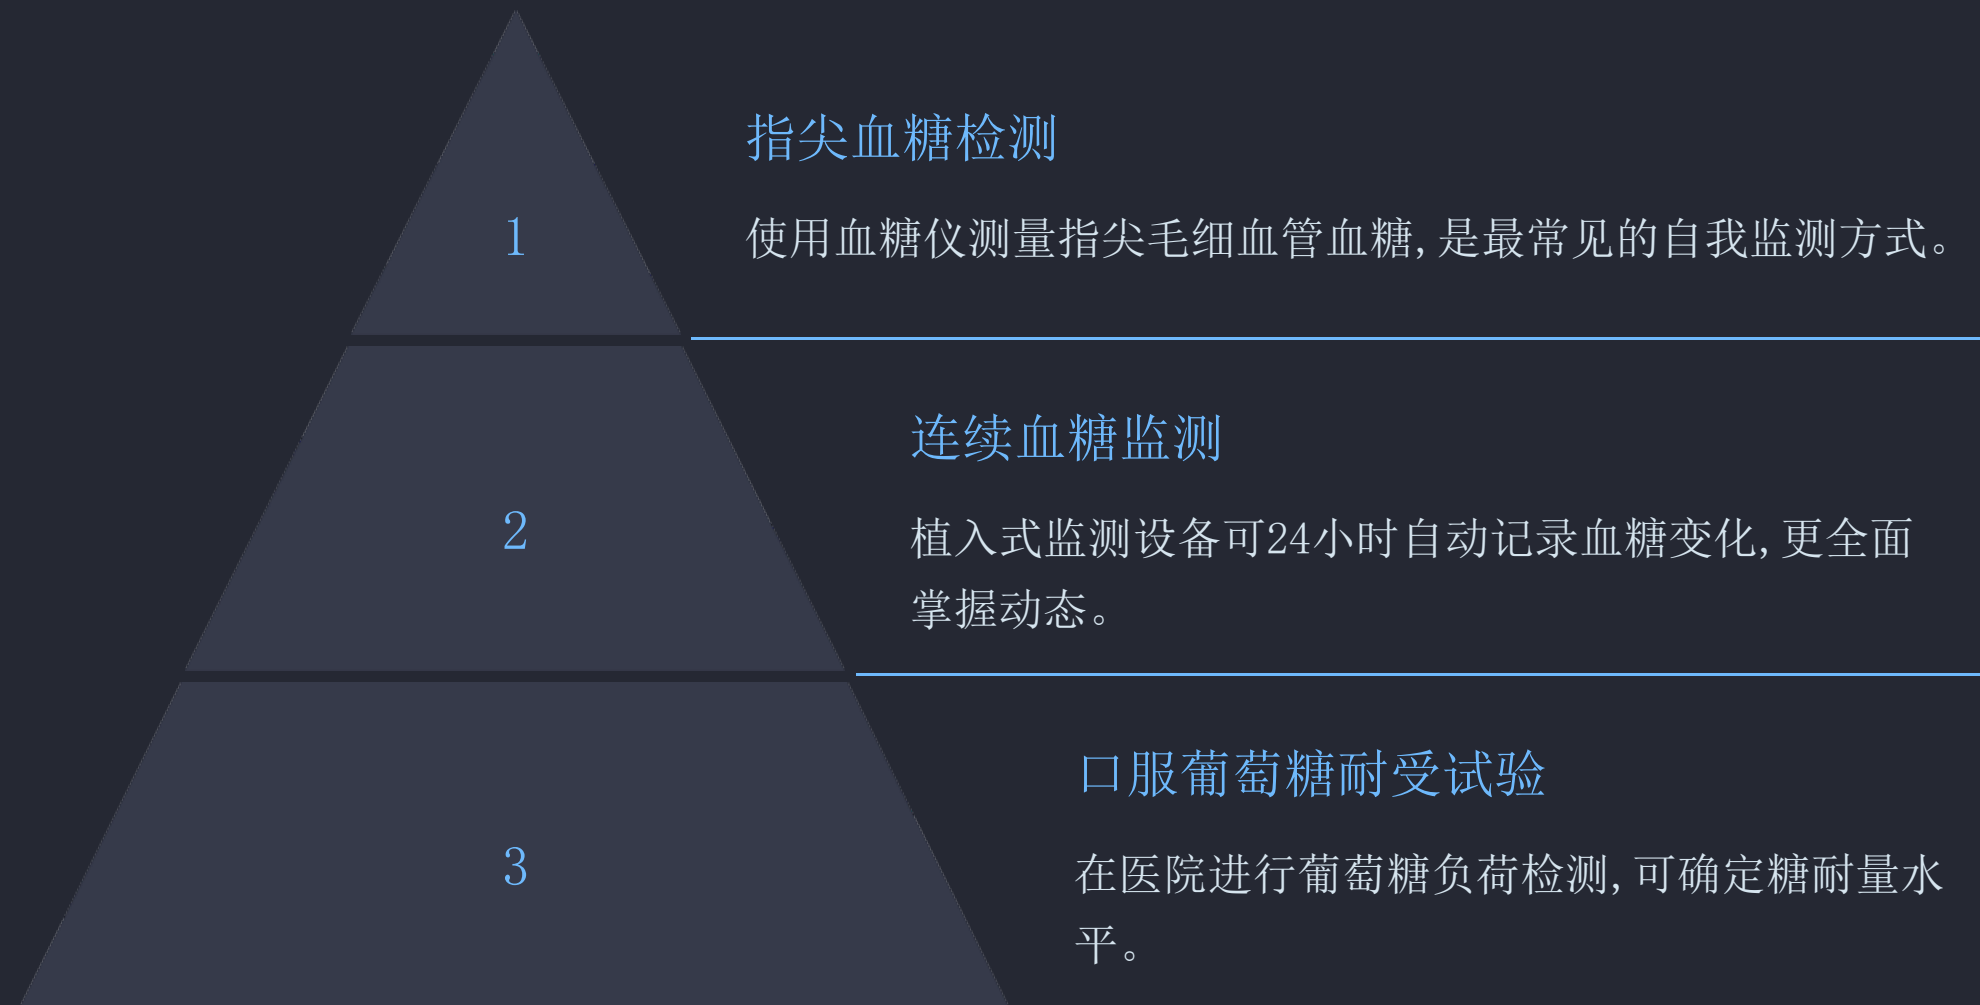 1
指尖血糖检测
使用血糖仪测量指尖毛细血管血糖,是最常见的自我监测方式。
2
连续血糖监测
植入式监测设备可24小时自动记录血糖变化,更全面
掌握动态。
3
口服葡萄糖耐受试验
在医院进行葡萄糖负荷检测,可确定糖耐量水
平。